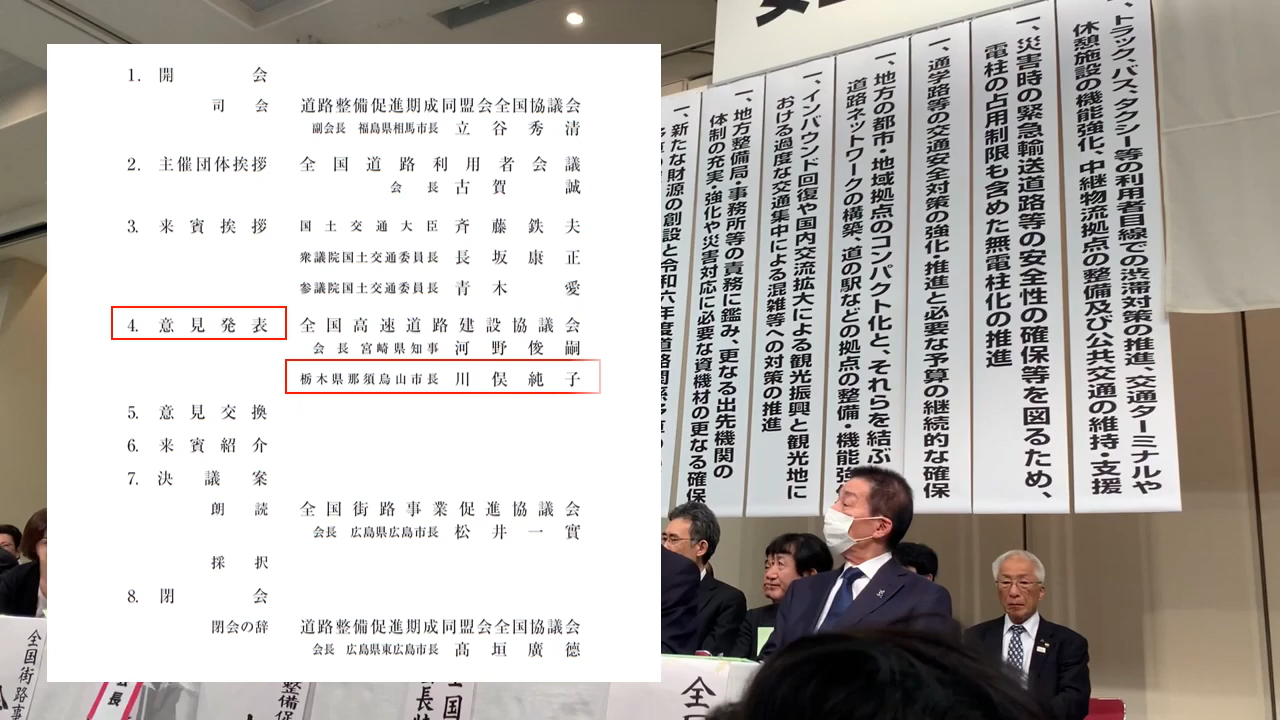 1. 開会
司会 道路整備促進期成同盟会全国協議会
副会長 福島県相馬市長 立谷秀清
2. 主催団体挨拶 全国道路利用者会議
会長 古賀誠
3. 来賓挨拶 国土交通大臣 斉藤鉄夫
衆議院国土交通委員長 長坂康正
参議院国土交通委員長 青木愛
4. 意見発表 全国高速道路建設協議会
会長 宮崎県知事 河野俊嗣
栃木県那須烏山市長 川俣純子
5. 意見交換
6. 来賓紹介
7. 決議案
朗読 全国街路事業促進協議会
会長 広島県広島市長 松井一實
採択
8. 閉会
閉会の辞 道路整備促進期成同盟会全国協議会
会長 広島県東広島市長 髙垣廣德
一、トラック、バス、タクシー等の利用者目線での渋滞対策の推進、交通ターミナルや
休憩施設の機能強化、中継物流拠点の整備及び公共交通の維持・支援
一、災害時の緊急輸送道路等の安全性の確保等を図るため、
電柱の占用制限も含めた無電柱化の推進
一、通学路等の交通安全対策の強化・推進と必要な予算の継続的な確保
一、地方の都市・地域拠点のコンパクト化と、それらを結ぶ
道路ネットワークの構築、道の駅などの拠点の整備・機能強
一、インバウンド回復や国内交流拡大による観光振興と観光地に
おける過度な交通集中による混雑等への対策の推進
一、地方整備局・事務所等の責務に鑑み、更なる出先機関の
体制の充実・強化や災害対応に必要な資機材の更なる確保
一、新たな財源の創設と令和六年度道路関係予算の
全国街路事
会長
整備促
全国
全